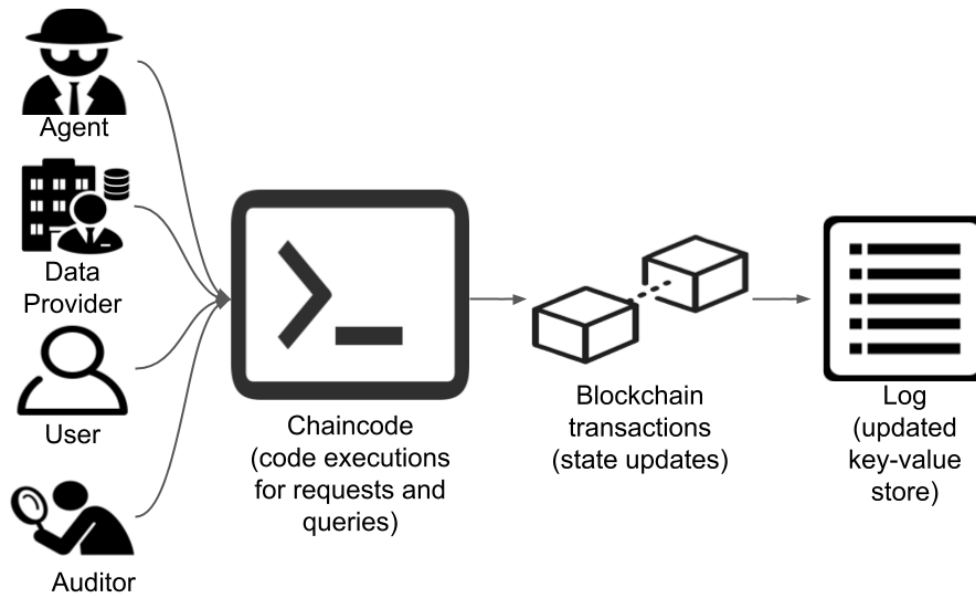 Agent
Data
Provider
User
Auditor
Chaincode
(code executions
for requests and
queries)
Blockchain
transactions
(state updates)
Log
(updated
key-value
store)